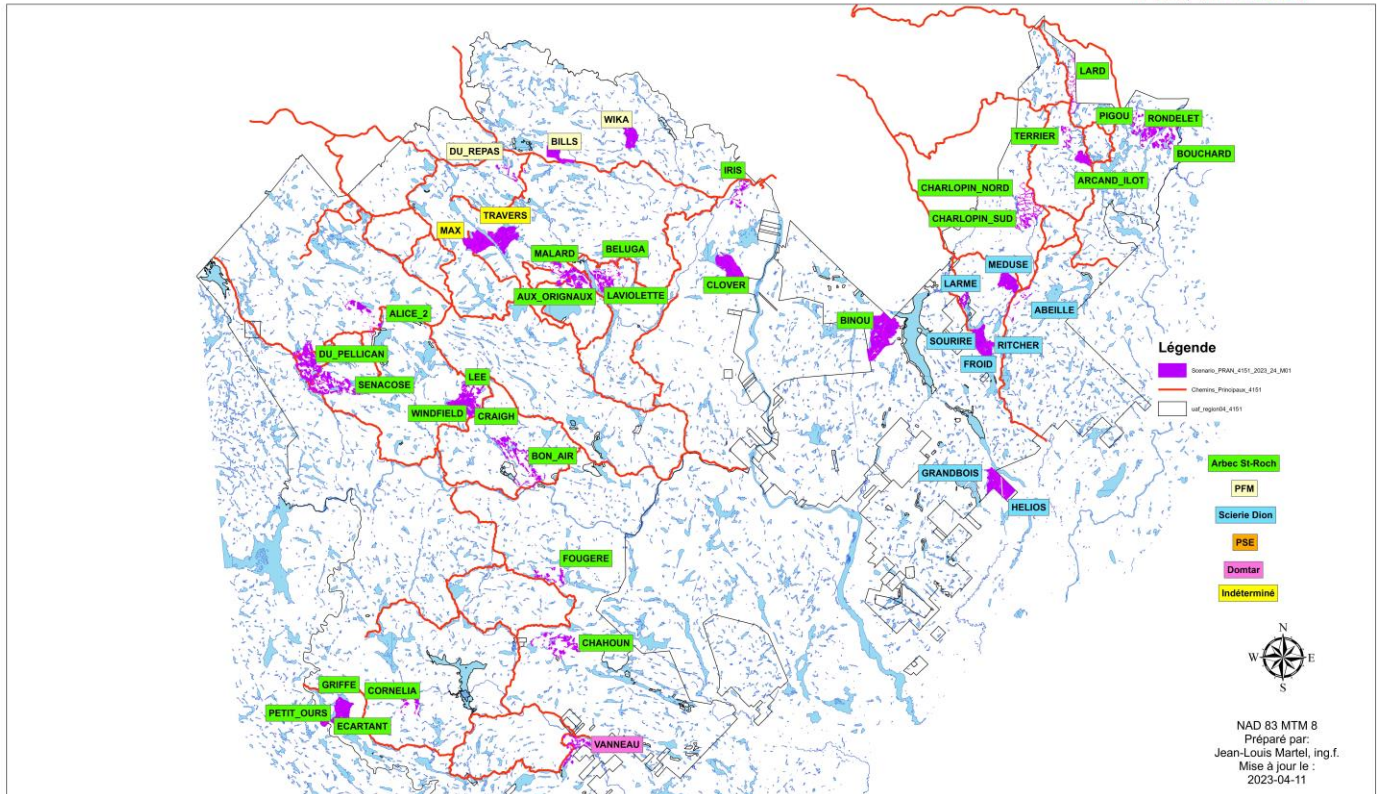 LARD
PIGOU
RONDELET
TERRIER
BOUCHARD
ARCAND_ILOT
WIKA
BILLS
DU_REPAS
IRIS
CHARLOPIN_NORD
CHARLOPIN_SUD
TRAVERS
MAX
MALARD
BELUGA
CLOVER
AUX_ORIGNAUX
LAVIOLETTE
MEDUSE
LARME
ABEILLE
ALICE_2
BINOU
SOURIRE
RITCHER
FROID
DU_PELLICAN
SENACOSE
LEE
WINDFIELD
CRAIGH
BON_AIR
GRANDBOIS
HELIOS
FOUGERE
CHAHOUN
GRIFFE
CORNELIA
PETIT_OURS
ECARTANT
VANNEAU
Légende
Scenario_PRAN_4151_2023_24_M01
Chemins_Principaux_4151
uaf_region04_4151
Arbec St-Roch
PFM
Scierie Dion
PSE
Domtar
Indéterminé
N
W E
S
NAD 83 MTM 8
Préparé par:
Jean-Louis Martel, ing.f.
Mise à jour le :
2023-04-11